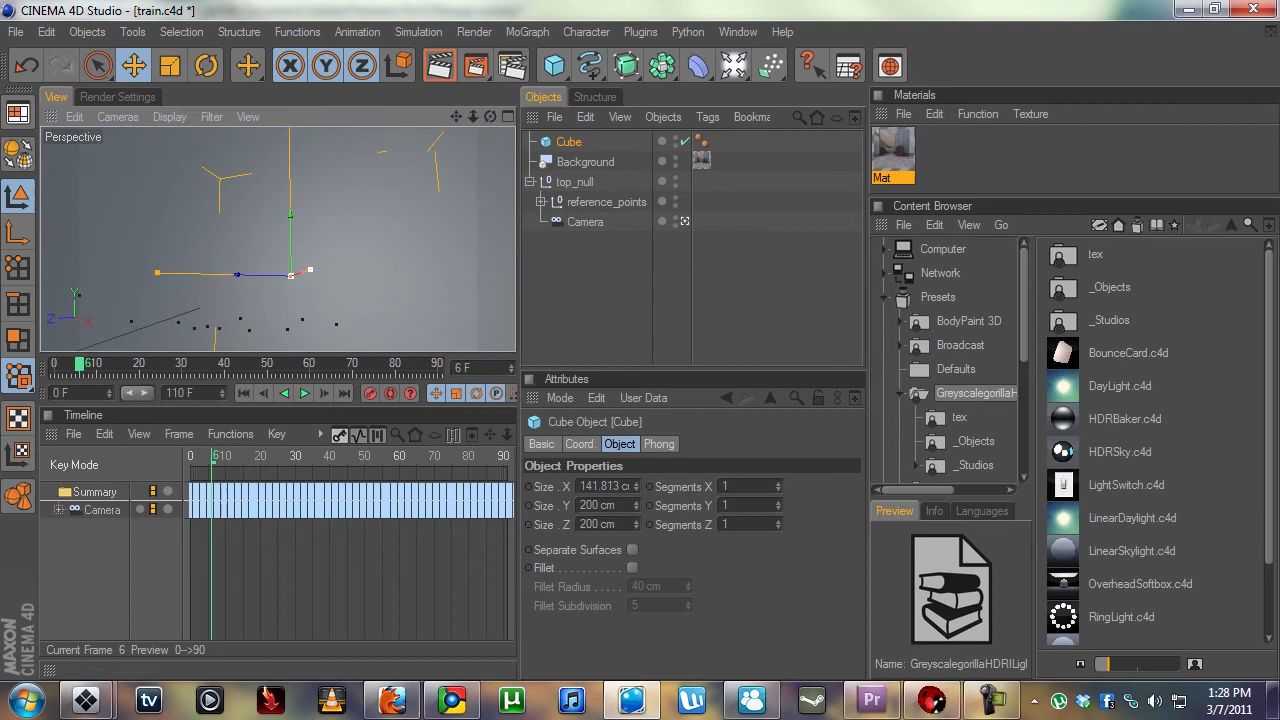 CINEMA 4D Studio - [train.c4d *]
File Edit Objects Tools Selection Structure Functions Animation Simulation Render MoGraph Character Plugins Python Window Help
View Render Settings
Edit Cameras Display Filter View
Perspective
Y
Z X
0 610 20 30 40 50 60 70 80 90 6 F
0 F 110 F
Timeline
File Edit View Frame Functions Key
Key Mode 0 6 10 20 30 40 50 60 70 80 90
Summary
Camera
Current Frame 6 Preview 0-->90
MAXON
CINEMA 4D
Objects Structure
File Edit View Objects Tags Bookma
Cube
Background
top_null
reference_points
Camera
Attributes
Mode Edit User Data
Cube Object [Cube]
Basic Coord. Object Phong
Object Properties
Size . X 141.813 cı Segments X 1
Size . Y 200 cm Segments Y 1
Size . Z 200 cm Segments Z 1
Separate Surfaces
Fillet . . . . . . . . . .
Fillet Radius . . . . . 40 cm
Fillet Subdivision 5
Materials
File Edit Function Texture
Mat
Content Browser
File Edit View Go
Computer
Network
Presets
BodyPaint 3D
Broadcast
Defaults
GreyscalegorillaH
tex
_Objects
_Studios
tex
_Objects
_Studios
BounceCard.c4d
DayLight.c4d
HDRBaker.c4d
HDRSky.c4d
LightSwitch.c4d
LinearDaylight.c4d
LinearSkylight.c4d
OverheadSoftbox.c4d
RingLight.c4d
Preview Info Languages
Name: GreyscalegorillaHDRILigl
tv µ W Pr
1:28 PM
3/7/2011